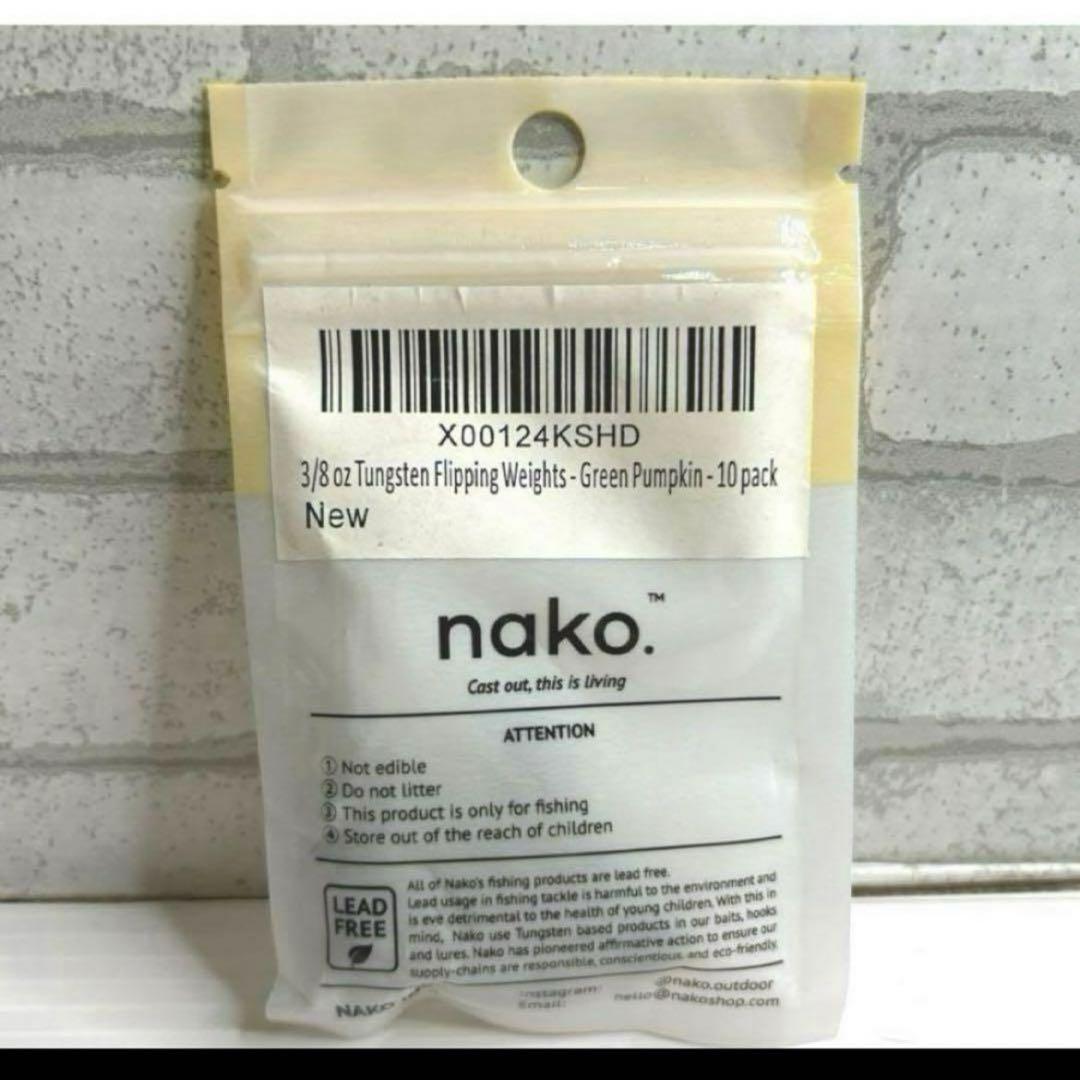 X00124KSHD
3/8 oz Tungsten Flipping Weights - Green Pumpkin - 10 pack
New
nako.™
Cast out, this is living
ATTENTION
① Not edible
② Do not litter
③ This product is only for fishing
④ Store out of the reach of children
LEAD
FREE
All of Nako's fishing products are lead free.
Lead usage in fishing tackle is harmful to the environment and
is eve detrimental to the health of young children. With this in
mind, Nako use Tungsten based products in our baits, hooks
and lures. Nako has pioneered affirmative action to ensure our
supply-chains are responsible, conscientious, and eco-friendly.
NAKO
Instagram: @nako.outdoor
Email: hello@nakoshop.com